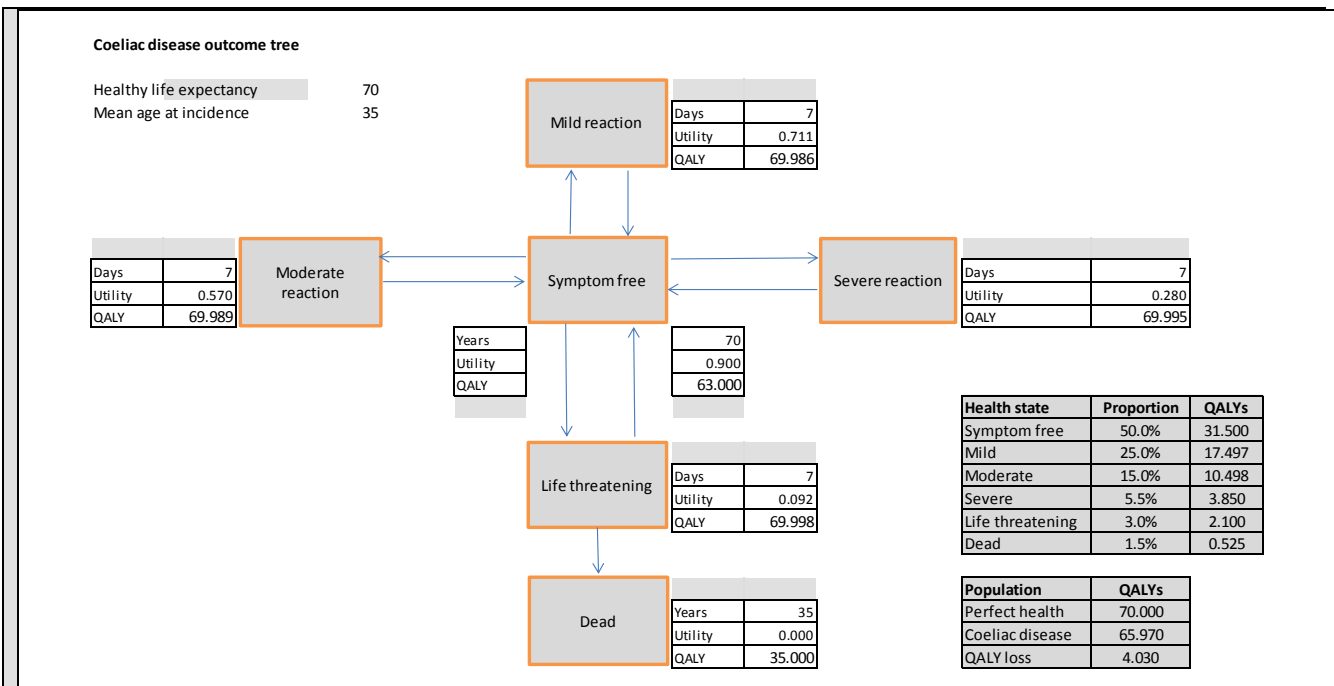 Coeliac disease outcome tree
Healthy life expectancy 70
Mean age at incidence 35
Mild reaction
Days 7
Utility 0.711
QALY 69.986
Days 7
Utility 0.570
QALY 69.989
Moderate
reaction
Symptom free
Severe reaction
Days 7
Utility 0.280
QALY 69.995
Years 70
Utility 0.900
QALY 63.000
Life threatening
Days 7
Utility 0.092
QALY 69.998
Dead
Years 35
Utility 0.000
QALY 35.000
Health state Proportion QALYs
Symptom free 50.0% 31.500
Mild 25.0% 17.497
Moderate 15.0% 10.498
Severe 5.5% 3.850
Life threatening 3.0% 2.100
Dead 1.5% 0.525
Population QALYs
Perfect health 70.000
Coeliac disease 65.970
QALY loss 4.030